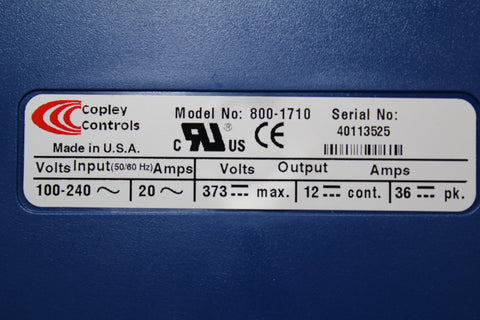 Copley Controls
Model No: 800-1710
Serial No:
40113525
Made in U.S.A.
C UR US CE
Volts Input (50/60 Hz) Amps Volts Output Amps
100-240 ~ 20 ~ 373 ⎓ max. 12 ⎓ cont. 36 ⎓ pk.